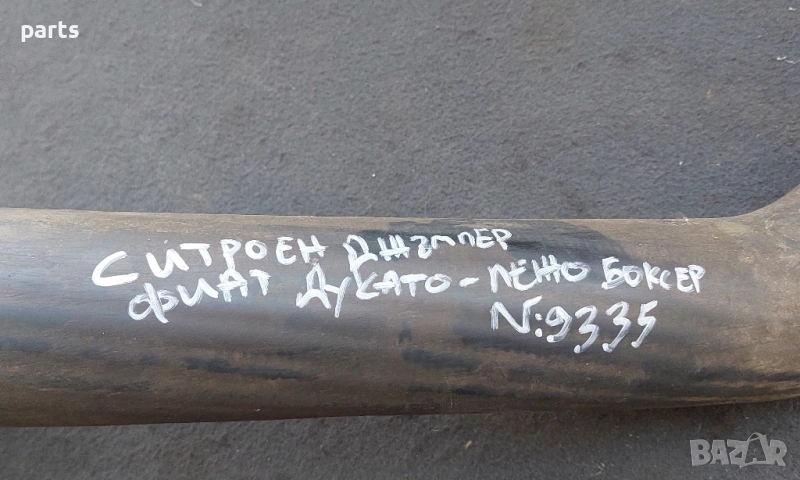 parts
СИТРОЕН ДЖЪМПЕР
ФИАТ ДУКАТО - ПЕЖО БОКСЕР
N:9335
BAZAR